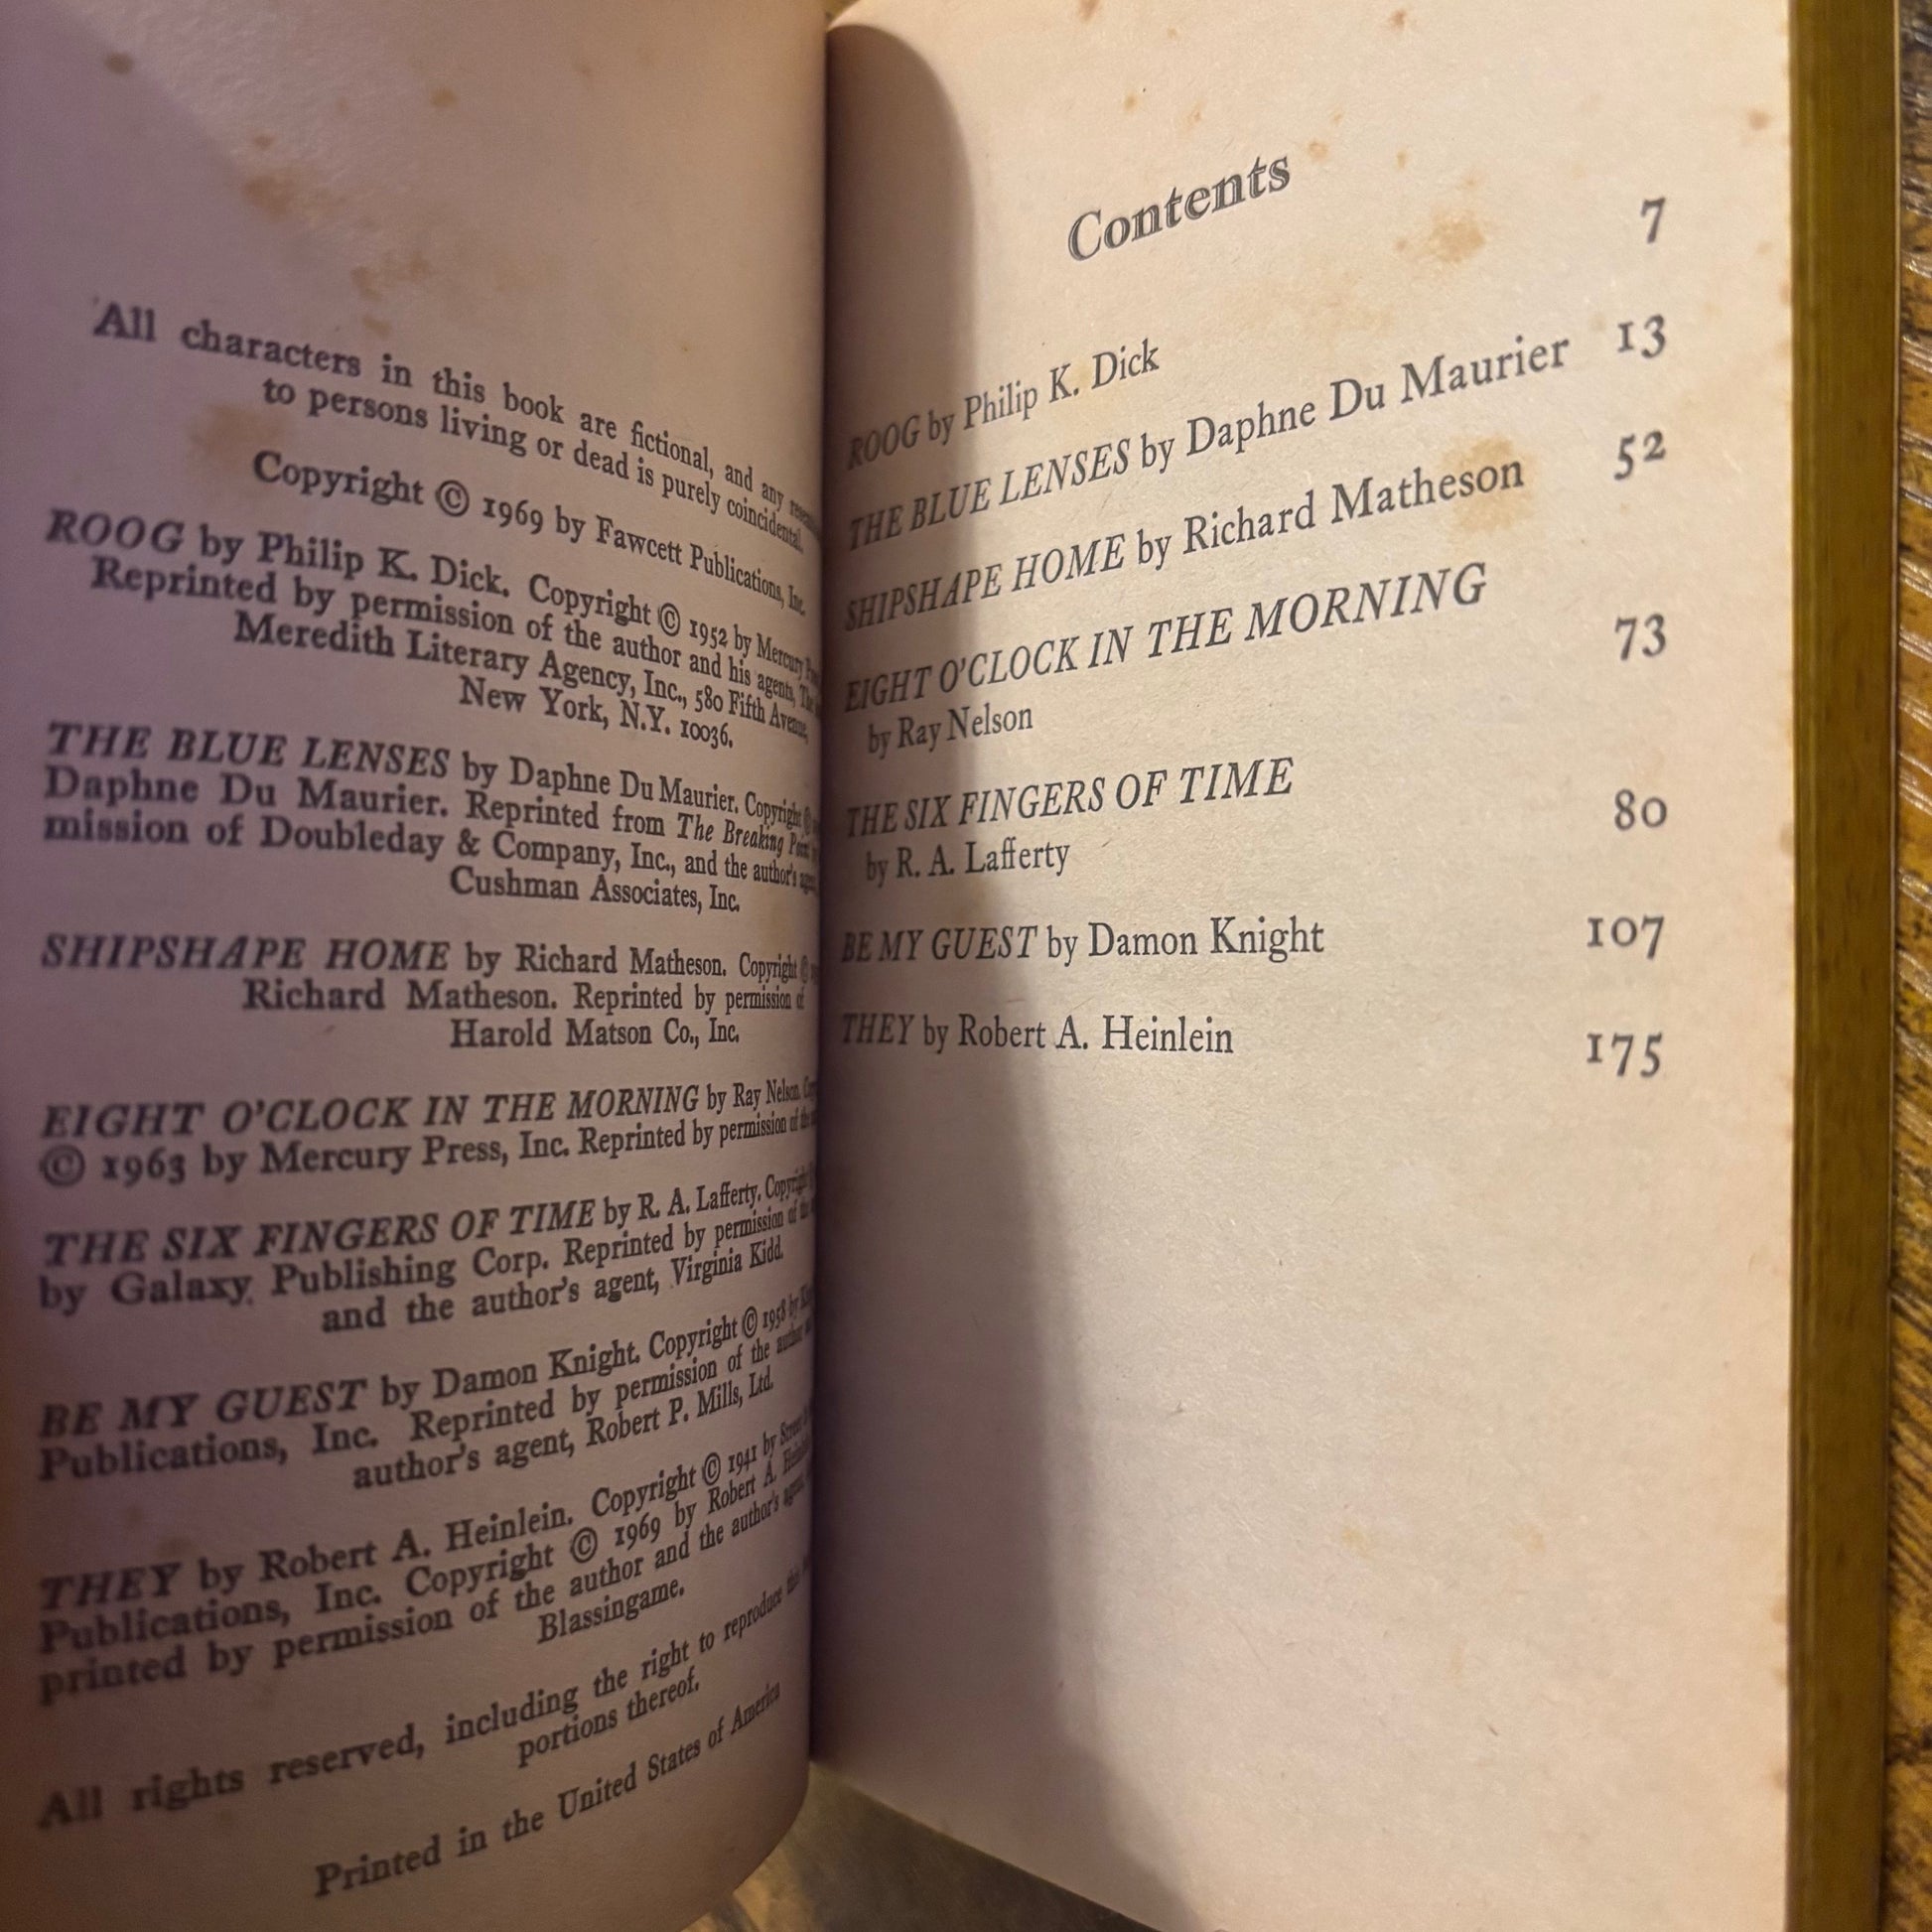 All characters in this book are fictional, and any
to persons living or dead is purely coincidental.
Copyright © 1969 by Fawcett Publications, Inc.
ROOG by Philip K. Dick. Copyright © 1952 by Mercury
Reprinted by permission of the author and his agents, The
Meredith Literary Agency, Inc., 580 Fifth Avenue,
New York, N.Y. 10036.
THE BLUE LENSES by Daphne Du Maurier. Copyright ©
Daphne Du Maurier. Reprinted from The Breaking Point
mission of Doubleday & Company, Inc., and the author's
Cushman Associates, Inc.
SHIPSHAPE HOME by Richard Matheson. Copyright ©
Richard Matheson. Reprinted by permission of
Harold Matson Co., Inc.
EIGHT O'CLOCK IN THE MORNING by Ray Nelson.
© 1963 by Mercury Press, Inc. Reprinted by permission of
THE SIX FINGERS OF TIME by R. A. Lafferty. Copyright
by Galaxy Publishing Corp. Reprinted by permission of
and the author's agent, Virginia Kidd.
BE MY GUEST by Damon Knight. Copyright © 1958 by
Publications, Inc. Reprinted by permission of the author
author's agent, Robert P. Mills, Ltd.
THEY by Robert A. Heinlein. Copyright © 1941 by Street
Publications, Inc. Copyright © 1969 by Robert A.
printed by permission of the author and the author's
Blassingame.
All rights reserved, including the right to reproduce this
portions thereof.
Printed in the United States of America
Contents
ROOG by Philip K. Dick 7
THE BLUE LENSES by Daphne Du Maurier 13
SHIPSHAPE HOME by Richard Matheson 52
EIGHT O'CLOCK IN THE MORNING
by Ray Nelson 73
THE SIX FINGERS OF TIME
by R. A. Lafferty 80
BE MY GUEST by Damon Knight 107
THEY by Robert A. Heinlein 175